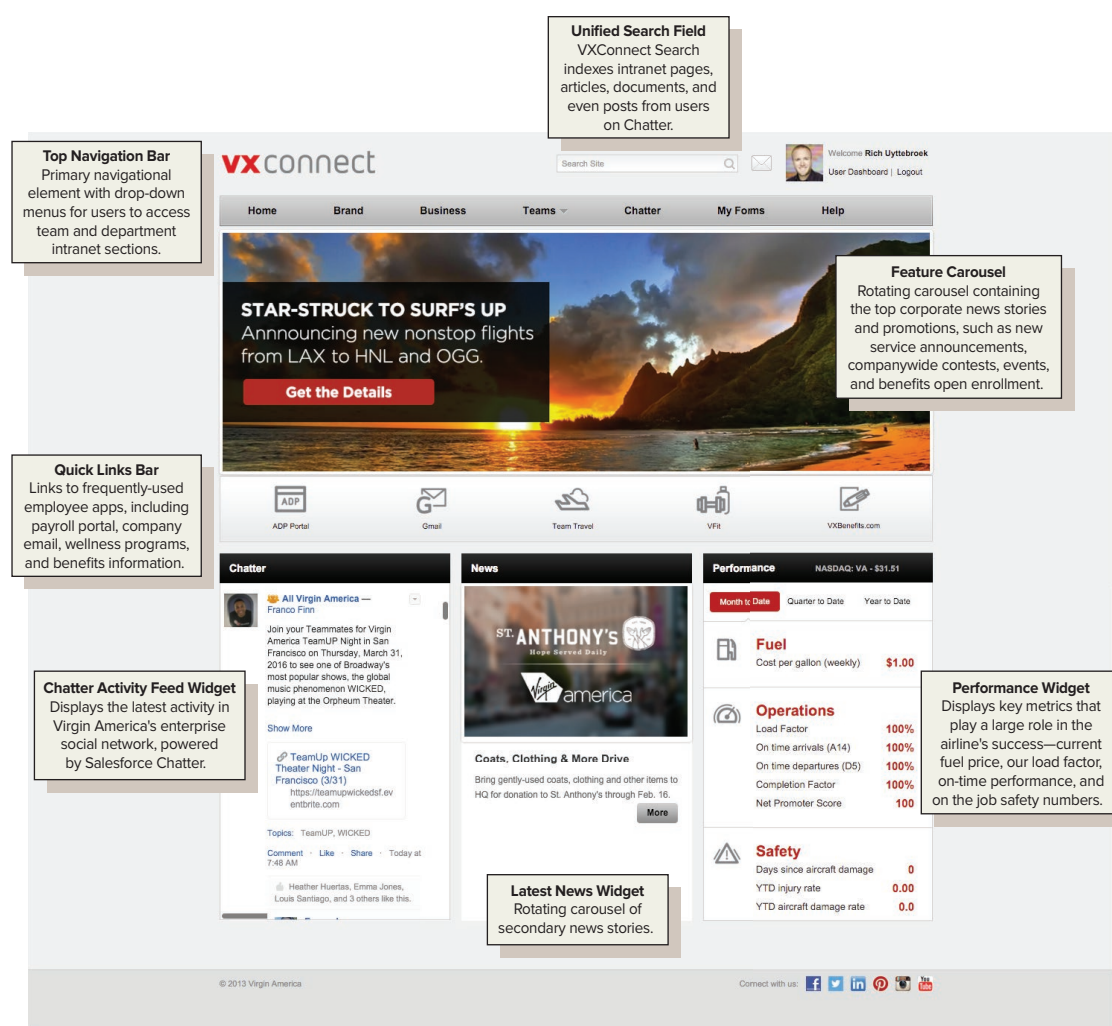 Unified Search Field
VXConnect Search
indexes intranet pages,
articles, documents, and
even posts from users
on Chatter.
Top Navigation Bar
Primary navigational
element with drop-down
menus for users to access
team and department
intranet sections.
vxconnect
Search Site
Welcome Rich Uyttebroek
User Dashboard | Logout
Home Brand Business Teams Chatter My Foms Help
STAR-STRUCK TO SURF'S UP
Annnouncing new nonstop flights
from LAX to HNL and OGG.
Get the Details
Feature Carousel
Rotating carousel containing
the top corporate news stories
and promotions, such as new
service announcements,
companywide contests, events,
and benefits open enrollment.
Quick Links Bar
Links to frequently-used
employee apps, including
payroll portal, company
email, wellness programs,
and benefits information.
ADP
G
ADP Portal Gmail Team Travel VFit VXBenefits.com
Chatter
All Virgin America —
Franco Finn
Join your Teammates for Virgin
America TeamUP Night in San
Francisco on Thursday, March 31,
2016 to see one of Broadway's
most popular shows, the global
music phenomenon WICKED,
playing at the Orpheum Theater.
Show More
TeamUp WICKED
Theater Night - San
Francisco (3/31)
https://teamupwickedsf.ev
entbrite.com
Topics: TeamUP, WICKED
Comment · Like · Share · Today at
7:48 AM
Heather Huertas, Emma Jones,
Louis Santiago, and 3 others like this.
Chatter Activity Feed Widget
Displays the latest activity in
Virgin America's enterprise
social network, powered
by Salesforce Chatter.
News
ST. ANTHONY'S
Hope Served Daily
Virgin america
Coats, Clothing & More Drive
Bring gently-used coats, clothing and other items to
HQ for donation to St. Anthony's through Feb. 16.
More
Latest News Widget
Rotating carousel of
secondary news stories.
Performance NASDAQ: VA - $31.51
Month to Date Quarter to Date Year to Date
Fuel
Cost per gallon (weekly) $1.00
Operations
Load Factor 100%
On time arrivals (A14) 100%
On time departures (D5) 100%
Completion Factor 100%
Net Promoter Score 100
Safety
Days since aircraft damage 0
YTD injury rate 0.00
YTD aircraft damage rate 0.0
Performance Widget
Displays key metrics that
play a large role in the
airline's success—current
fuel price, our load factor,
on-time performance, and
on the job safety numbers.
© 2013 Virgin America
Connect with us: f in You Tube